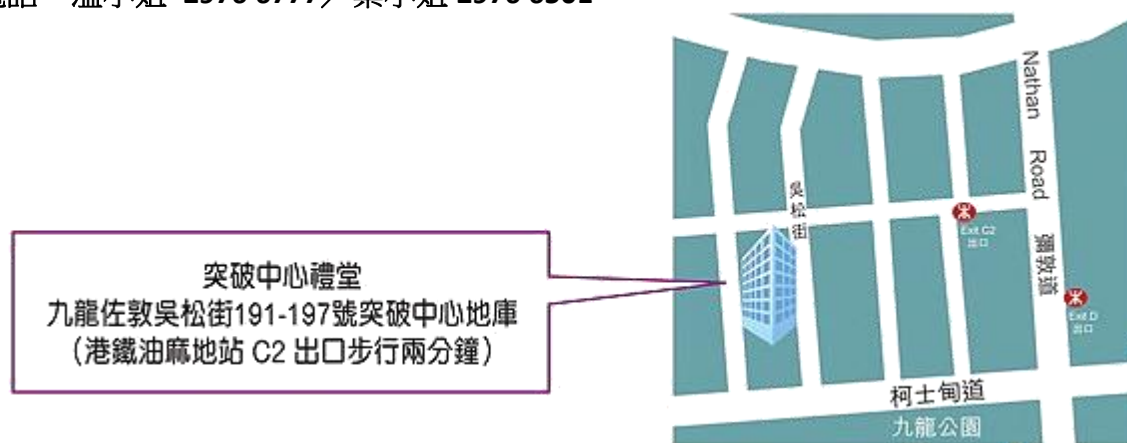 突破中心禮堂
九龍佐敦吳松街191-197號突破中心地庫
（港鐵油麻地站 C2 出口步行兩分鐘）
Nathan Road 彌敦道
吳松街
Exit C2
出口
Exit D
出口
柯士甸道
九龍公園